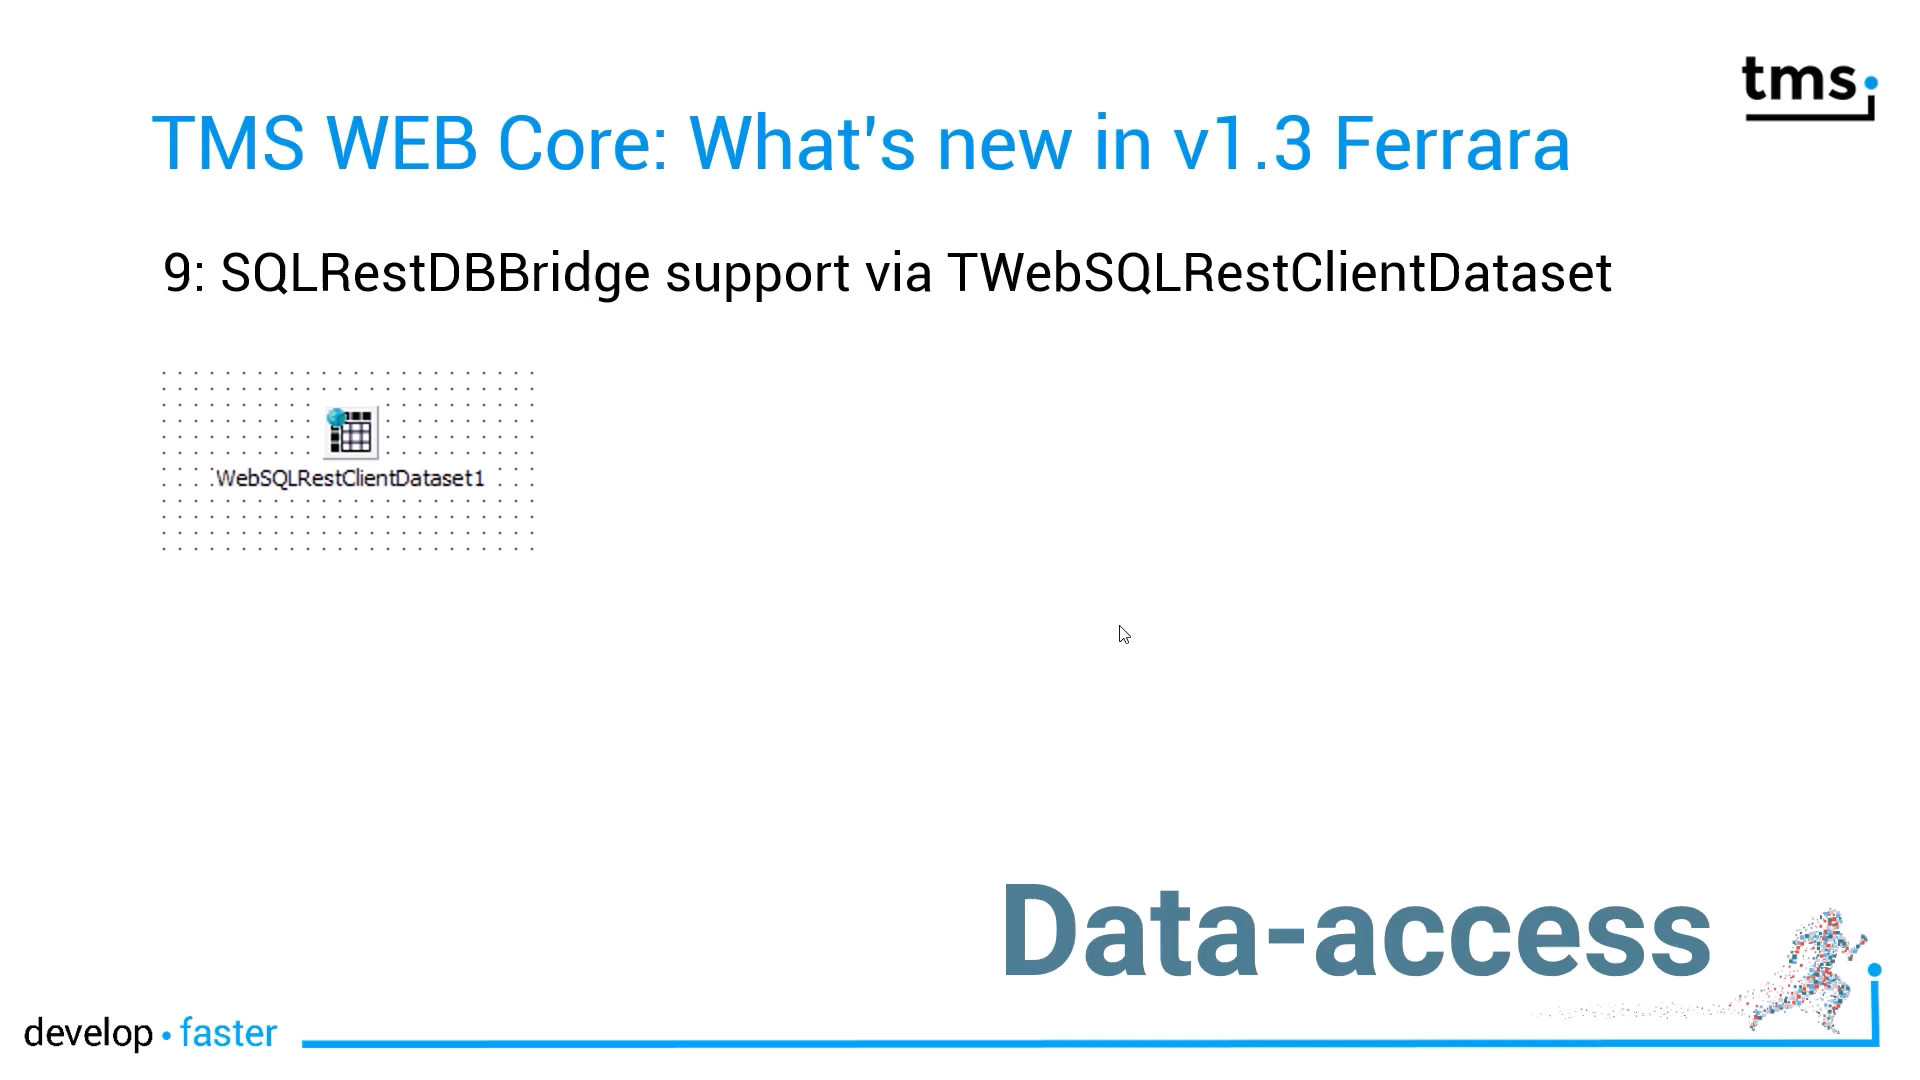 tms
TMS WEB Core: What's new in v1.3 Ferrara
9: SQLRestDBBridge support via TWebSQLRestClientDataset
WebSQLRestClientDataset1
Data-access
develop • faster